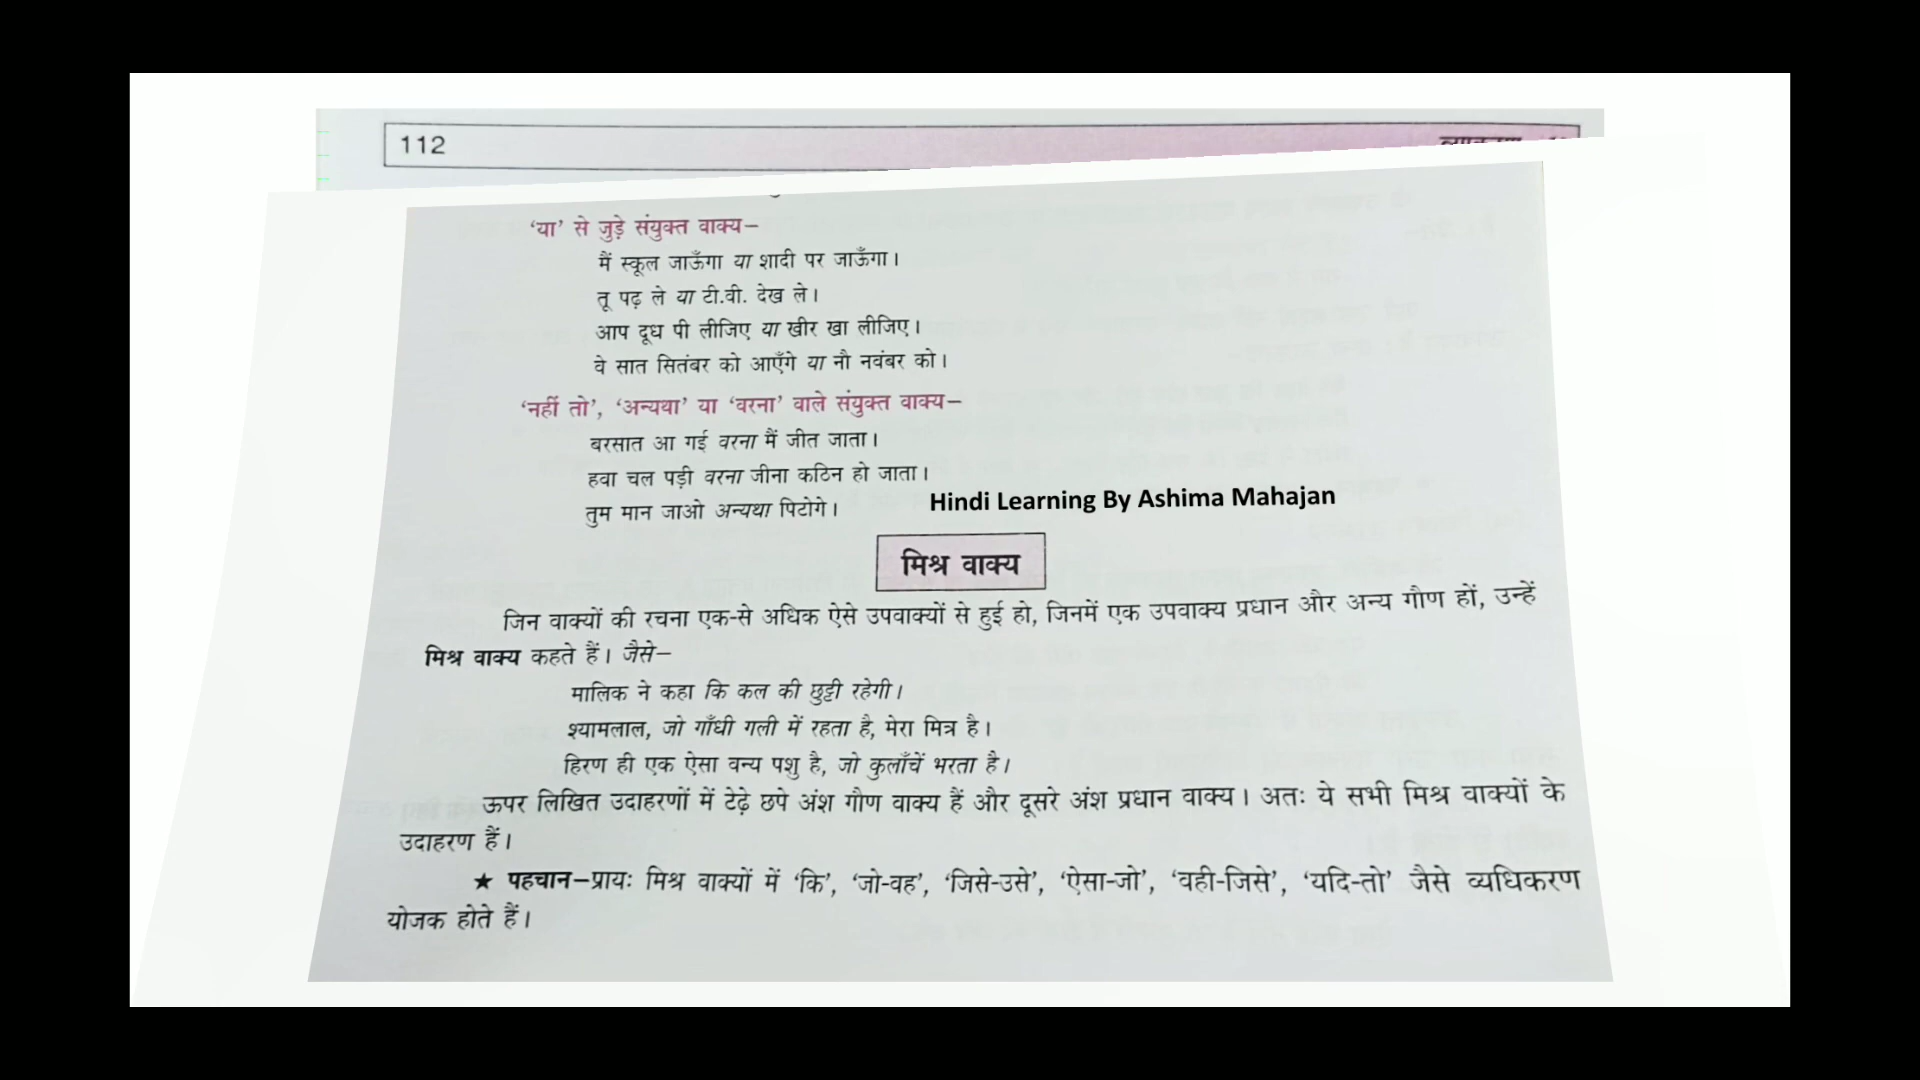 112
'या' से जुड़े संयुक्त वाक्य–
मैं स्कूल जाऊँगा या शादी पर जाऊँगा।
तू पढ़ ले या टी.वी. देख ले।
आप दूध पी लीजिए या खीर खा लीजिए।
वे सात सितंबर को आएँगे या नौ नवंबर को।
'नहीं तो', 'अन्यथा' या 'वरना' वाले संयुक्त वाक्य–
बरसात आ गई वरना मैं जीत जाता।
हवा चल पड़ी वरना जीना कठिन हो जाता।
तुम मान जाओ अन्यथा पिटोगे।
Hindi Learning By Ashima Mahajan
मिश्र वाक्य
जिन वाक्यों की रचना एक-से अधिक ऐसे उपवाक्यों से हुई हो, जिनमें एक उपवाक्य प्रधान और अन्य गौण हों, उन्हें
मिश्र वाक्य कहते हैं। जैसे–
मालिक ने कहा कि कल की छुट्टी रहेगी।
श्यामलाल, जो गाँधी गली में रहता है, मेरा मित्र है।
हिरण ही एक ऐसा वन्य पशु है, जो कुलाँचें भरता है।
ऊपर लिखित उदाहरणों में टेढ़े छपे अंश गौण वाक्य हैं और दूसरे अंश प्रधान वाक्य। अतः ये सभी मिश्र वाक्यों के
उदाहरण हैं।
★ पहचान–प्रायः मिश्र वाक्यों में 'कि', 'जो-वह', 'जिसे-उसे', 'ऐसा-जो', 'वही-जिसे', 'यदि-तो' जैसे व्यधिकरण
योजक होते हैं।